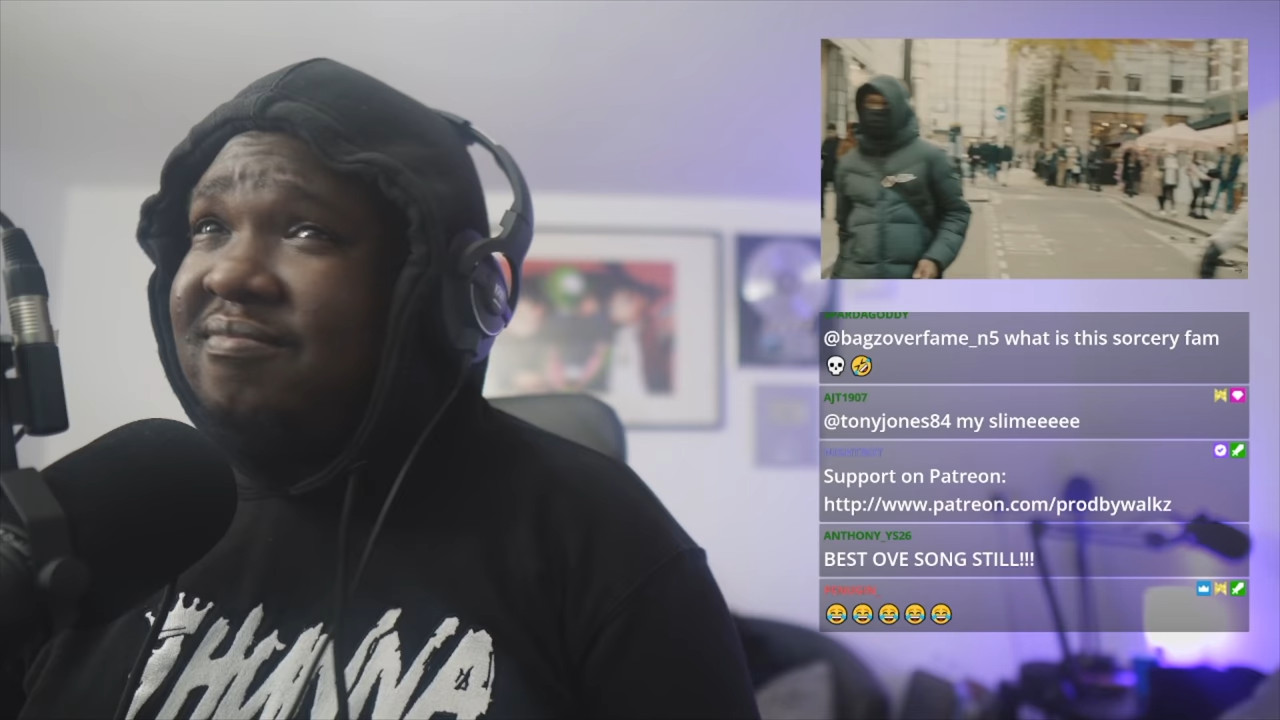 @bagzoverfame_n5 what is this sorcery fam
💀🤣
AJT1907
@tonyjones84 my slimeeeee
Support on Patreon:
http://www.patreon.com/prodbywalkz
ANTHONY_YS26
BEST OVE SONG STILL!!!
😂😂😂😂😂